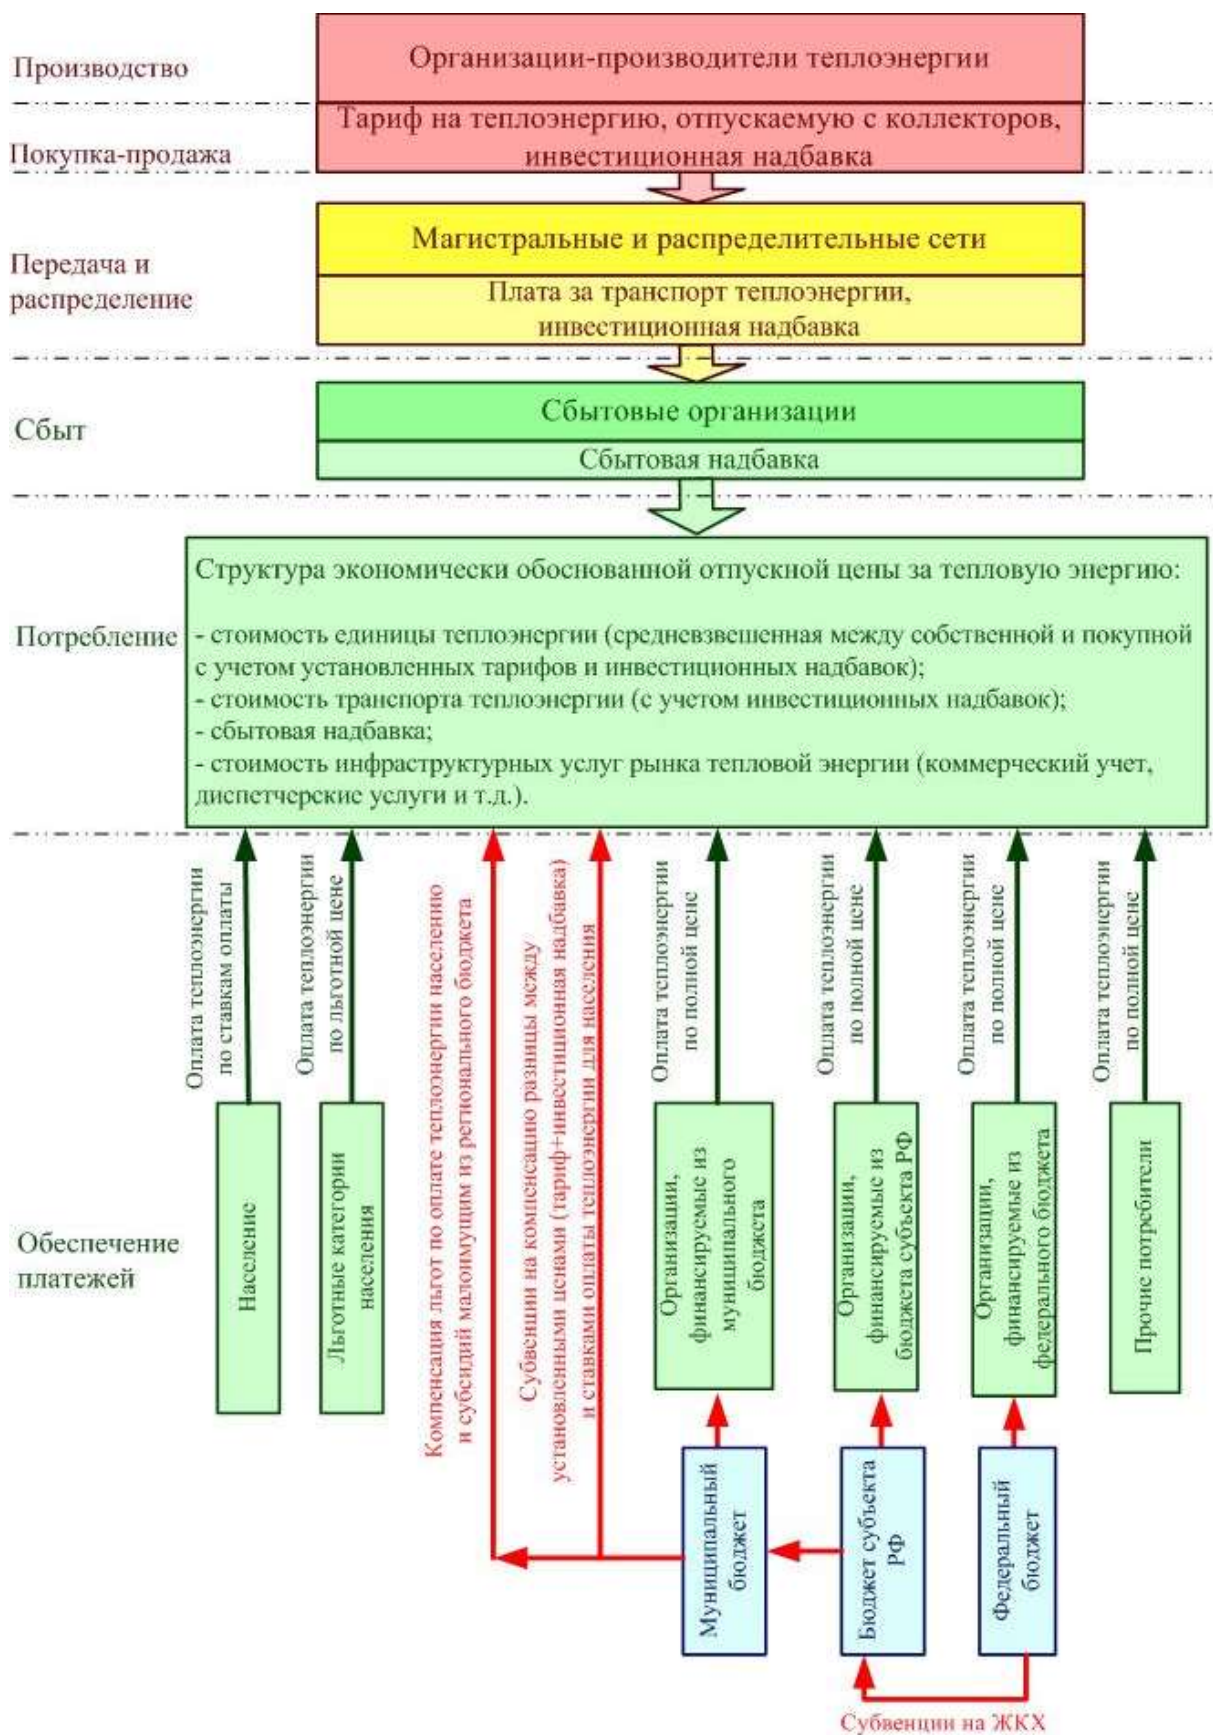 Производство
Организации-производители теплоэнергии
Покупка-продажа
Тариф на теплоэнергию, отпускаемую с коллекторов,
инвестиционная надбавка
Передача и
распределение
Магистральные и распределительные сети
Плата за транспорт теплоэнергии,
инвестиционная надбавка
Сбыт
Сбытовые организации
Сбытовая надбавка
Потребление
Структура экономически обоснованной отпускной цены за тепловую энергию:
- стоимость единицы теплоэнергии (средневзвешенная между собственной и покупной
с учетом установленных тарифов и инвестиционных надбавок);
- стоимость транспорта теплоэнергии (с учетом инвестиционных надбавок);
- сбытовая надбавка;
- стоимость инфраструктурных услуг рынка тепловой энергии (коммерческий учет,
диспетчерские услуги и т.д.).
Оплата теплоэнергии
по ставкам оплаты
Оплата теплоэнергии
по льготной цене
Компенсация льгот по оплате теплоэнергии населению
и субсидий малоимущим из регионального бюджета
Субвенции на компенсацию разницы между
установленными ценами (тариф+инвестиционная надбавка)
и ставками оплаты теплоэнергии для населения
Оплата теплоэнергии
по полной цене
Оплата теплоэнергии
по полной цене
Оплата теплоэнергии
по полной цене
Оплата теплоэнергии
по полной цене
Обеспечение
платежей
Население
Льготные категории
населения
Организации,
финансируемые из
муниципального
бюджета
Организации,
финансируемые из
бюджета субъекта РФ
Организации,
финансируемые из
федерального бюджета
Прочие потребители
Муниципальный
бюджет
Бюджет субъекта
РФ
Федеральный
бюджет
Субвенции на ЖКХ